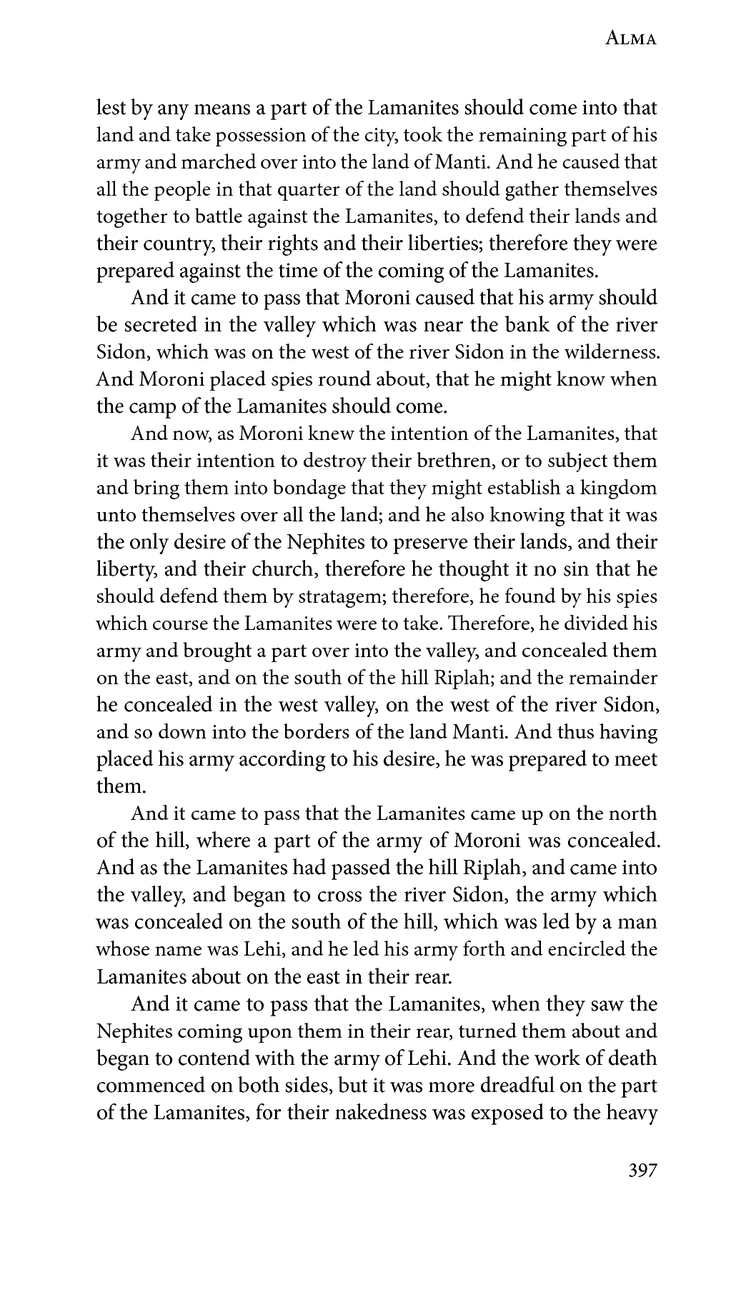 Alma
lest by any means a part of the Lamanites should come into that
land and take possession of the city, took the remaining part of his
army and marched over into the land of Manti. And he caused that
all the people in that quarter of the land should gather themselves
together to battle against the Lamanites, to defend their lands and
their country, their rights and their liberties; therefore they were
prepared against the time of the coming of the Lamanites.
And it came to pass that Moroni caused that his army should
be secreted in the valley which was near the bank of the river
Sidon, which was on the west of the river Sidon in the wilderness.
And Moroni placed spies round about, that he might know when
the camp of the Lamanites should come.
And now, as Moroni knew the intention of the Lamanites, that
it was their intention to destroy their brethren, or to subject them
and bring them into bondage that they might establish a kingdom
unto themselves over all the land; and he also knowing that it was
the only desire of the Nephites to preserve their lands, and their
liberty, and their church, therefore he thought it no sin that he
should defend them by stratagem; therefore, he found by his spies
which course the Lamanites were to take. Therefore, he divided his
army and brought a part over into the valley, and concealed them
on the east, and on the south of the hill Riplah; and the remainder
he concealed in the west valley, on the west of the river Sidon,
and so down into the borders of the land Manti. And thus having
placed his army according to his desire, he was prepared to meet
them.
And it came to pass that the Lamanites came up on the north
of the hill, where a part of the army of Moroni was concealed.
And as the Lamanites had passed the hill Riplah, and came into
the valley, and began to cross the river Sidon, the army which
was concealed on the south of the hill, which was led by a man
whose name was Lehi, and he led his army forth and encircled the
Lamanites about on the east in their rear.
And it came to pass that the Lamanites, when they saw the
Nephites coming upon them in their rear, turned them about and
began to contend with the army of Lehi. And the work of death
commenced on both sides, but it was more dreadful on the part
of the Lamanites, for their nakedness was exposed to the heavy
397